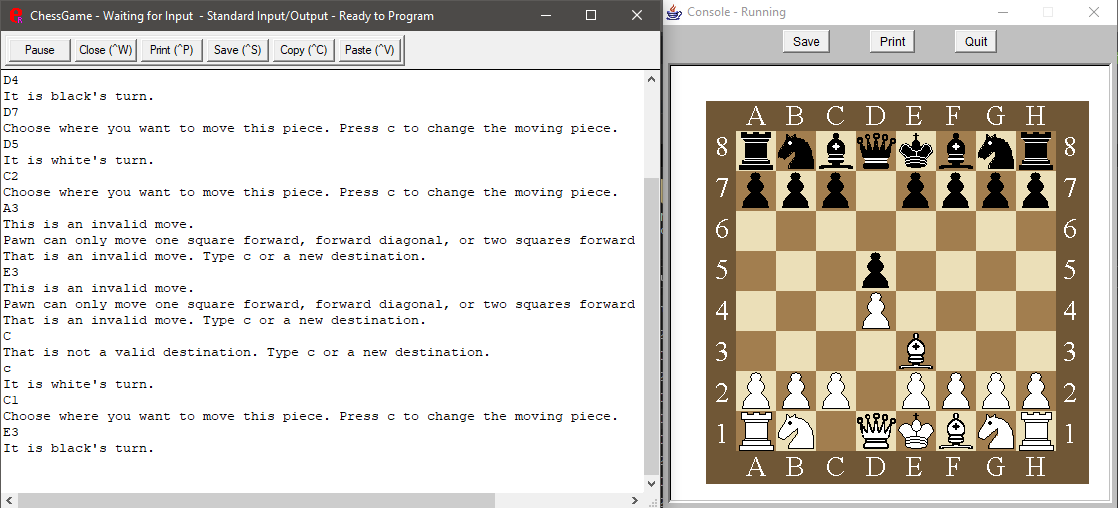 ChessGame - Waiting for Input - Standard Input/Output - Ready to Program
Pause Close (^W) Print (^P) Save (^S) Copy (^C) Paste (^V)
D4
It is black's turn.
D7
Choose where you want to move this piece. Press c to change the moving piece.
D5
It is white's turn.
C2
Choose where you want to move this piece. Press c to change the moving piece.
A3
This is an invalid move.
Pawn can only move one square forward, forward diagonal, or two squares forward
That is an invalid move. Type c or a new destination.
E3
This is an invalid move.
Pawn can only move one square forward, forward diagonal, or two squares forward
That is an invalid move. Type c or a new destination.
C
That is not a valid destination. Type c or a new destination.
c
It is white's turn.
C1
Choose where you want to move this piece. Press c to change the moving piece.
E3
It is black's turn.
Console - Running
Save Print Quit
A B C D E F G H
8 8
7 7
6 6
5 5
4 4
3 3
2 2
1 1
A B C D E F G H